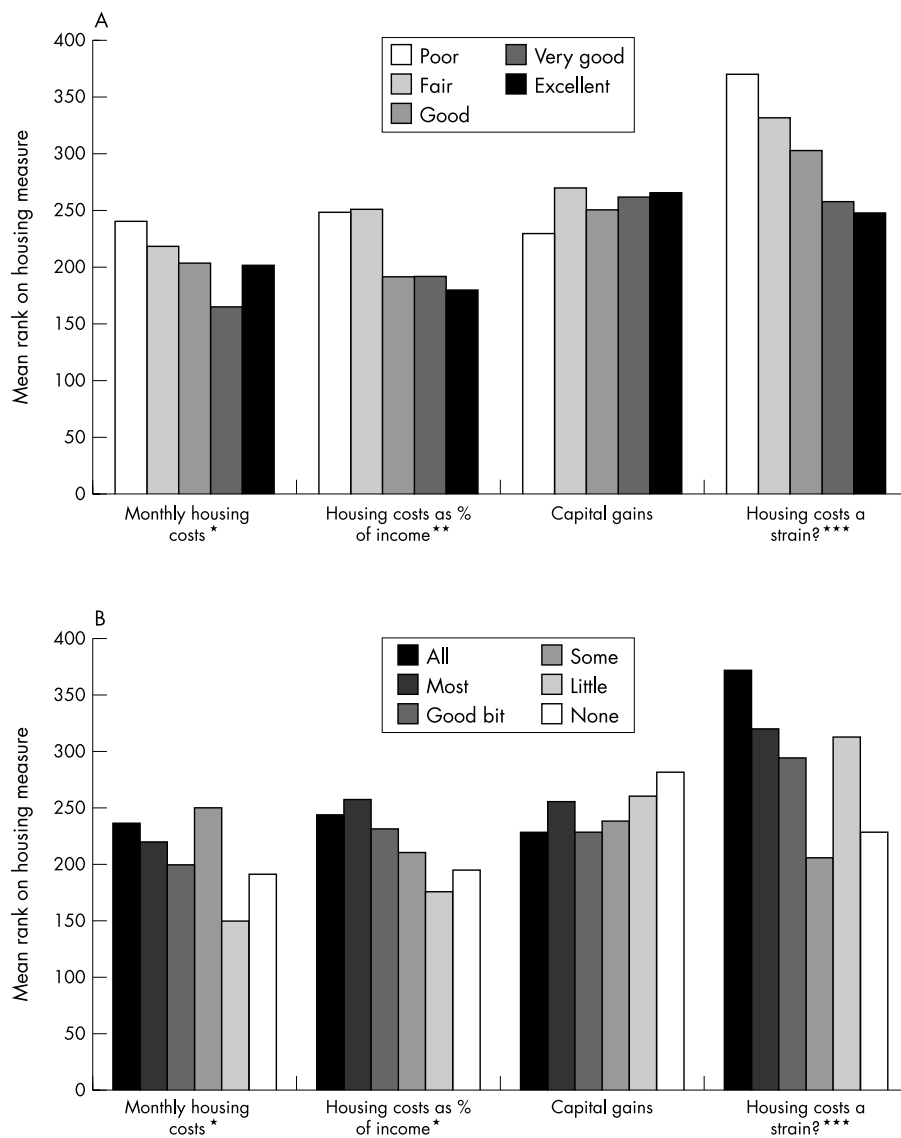 A
400
350
300
250
200
150
100
50
0
Mean rank on housing measure
Poor
Fair
Good
Very good
Excellent
Monthly housing
costs ★
Housing costs as %
of income ★★
Capital gains
Housing costs a
strain? ★★★
B
400
350
300
250
200
150
100
50
0
Mean rank on housing measure
All
Most
Good bit
Some
Little
None
Monthly housing
costs ★
Housing costs as %
of income ★
Capital gains
Housing costs a
strain? ★★★